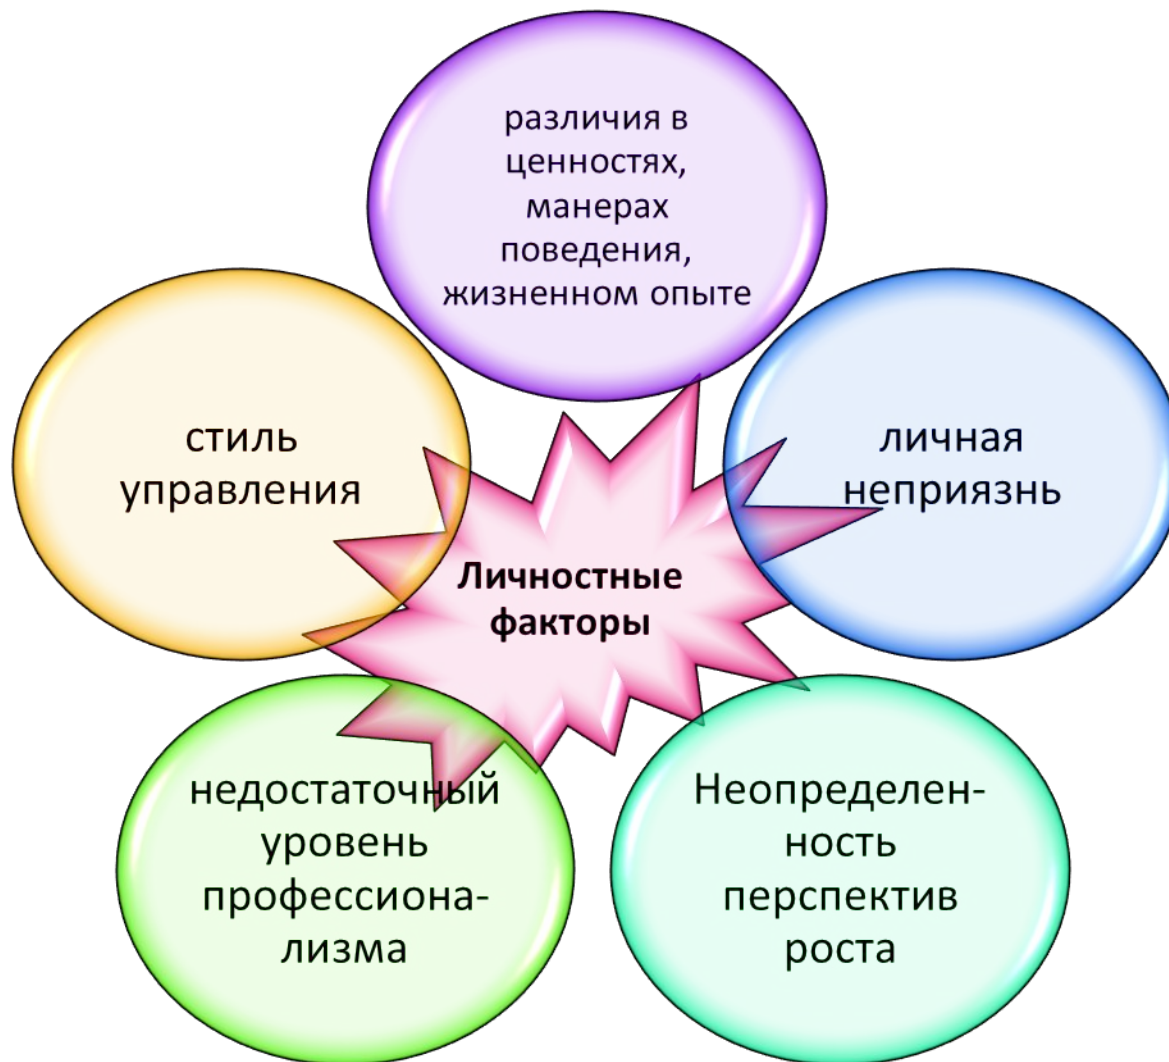 различия в
ценностях,
манерах
поведения,
жизненном опыте
стиль
управления
личная
неприязнь
Личностные
факторы
недостаточный
уровень
профессиона-
лизма
Неопределен-
ность
перспектив
роста